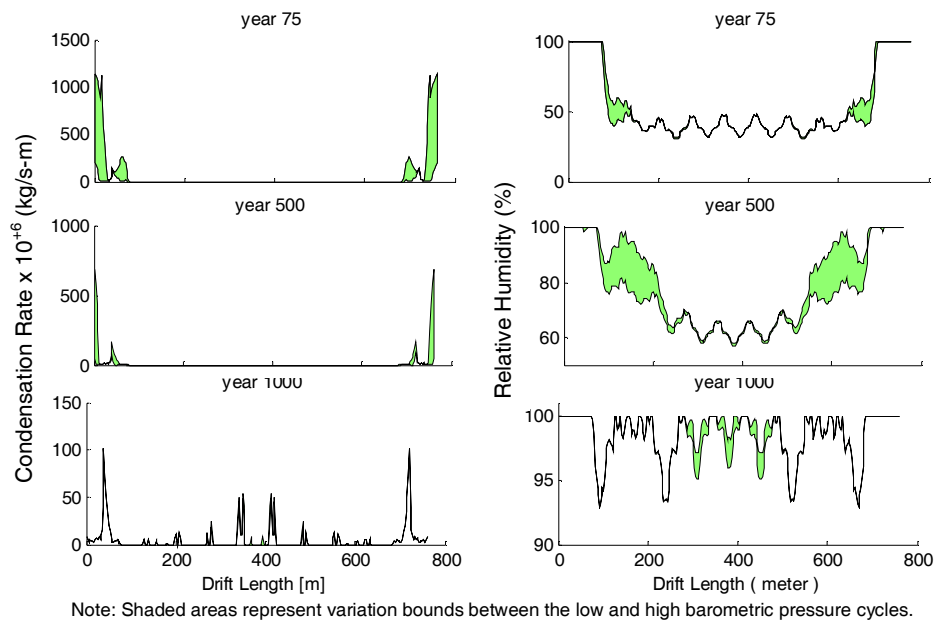 year 75
1500
1000
500
0
year 500
1000
500
0
year 1000
150
100
50
0
0
200
400
600
800
Drift Length [m]
Condensation Rate x 10+6 (kg/s-m)
year 75
100
50
0
year 500
100
80
60
year 1000
100
95
90
0
200
400
600
800
Drift Length ( meter )
Relative Humidity (%)
Note: Shaded areas represent variation bounds between the low and high barometric pressure cycles.